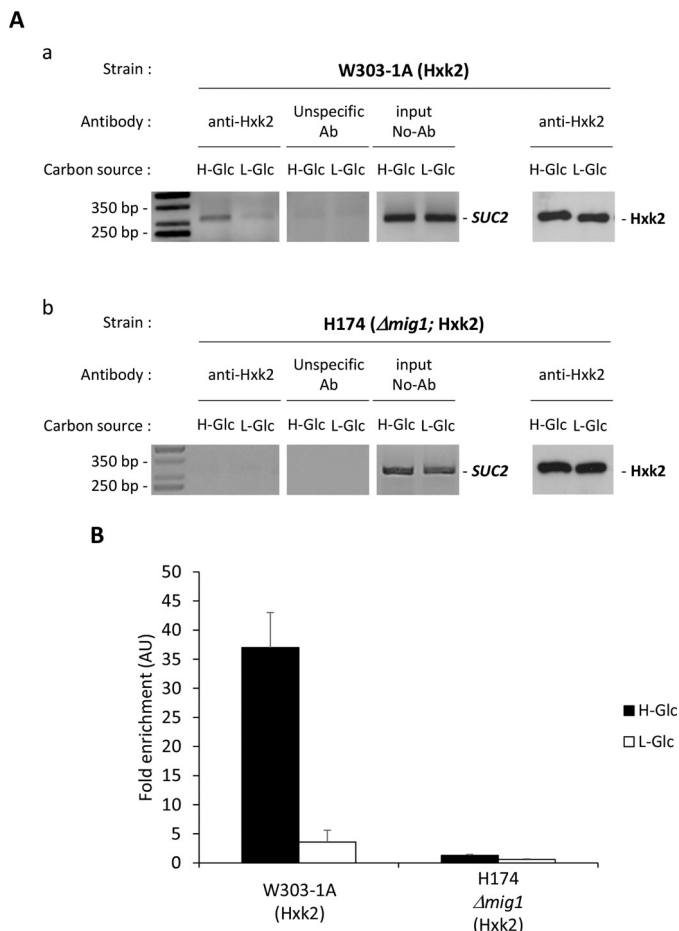 A
a
Strain : W303-1A (Hxk2)
Antibody : anti-Hxk2 Unspecific Ab input No-Ab anti-Hxk2
Carbon source : H-Glc L-Glc H-Glc L-Glc H-Glc L-Glc H-Glc L-Glc
350 bp -
- SUC2 - Hxk2
250 bp -
b
Strain : H174 (Δmig1; Hxk2)
Antibody : anti-Hxk2 Unspecific Ab input No-Ab anti-Hxk2
Carbon source : H-Glc L-Glc H-Glc L-Glc H-Glc L-Glc H-Glc L-Glc
350 bp -
- SUC2 - Hxk2
250 bp -
B
Fold enrichment (AU)
50
45
40
35
30
25
20
15
10
5
0
H-Glc
L-Glc
W303-1A
(Hxk2)
H174
Δmig1
(Hxk2)